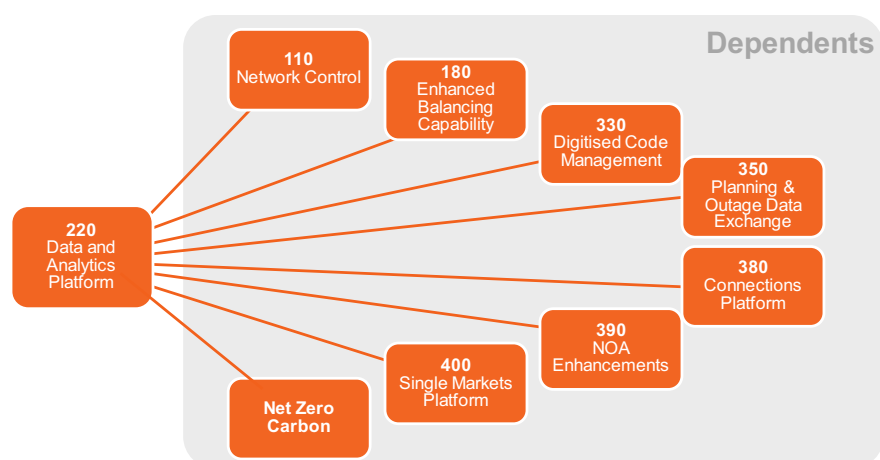 Dependents
110
Network Control
180
Enhanced
Balancing
Capability
330
Digitised Code
Management
350
Planning &
Outage Data
Exchange
220
Data and
Analytics
Platform
380
Connections
Platform
390
NOA
Enhancements
400
Single Markets
Platform
Net Zero
Carbon